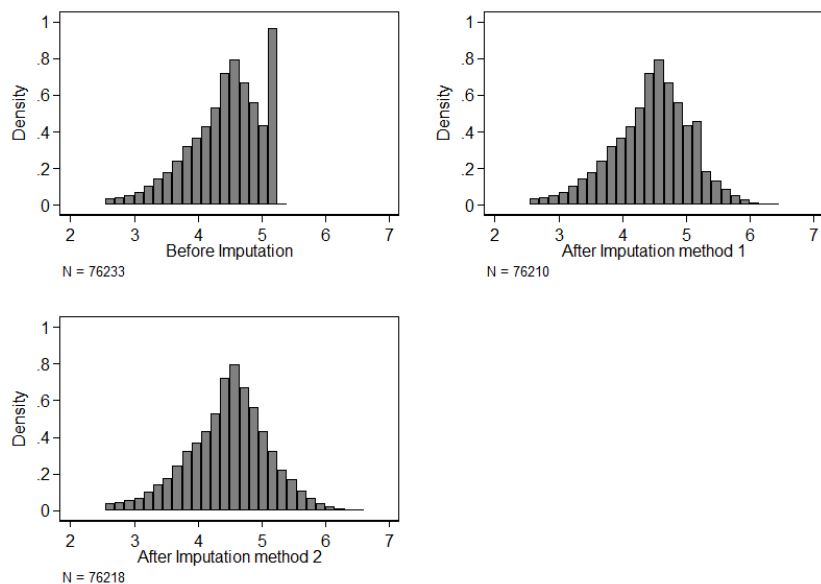 1
.8
.6
.4
.2
0
Density
2 3 4 5 6 7
Before Imputation
N = 76233
1
.8
.6
.4
.2
0
Density
2 3 4 5 6 7
After Imputation method 1
N = 76210
1
.8
.6
.4
.2
0
Density
2 3 4 5 6 7
After Imputation method 2
N = 76218